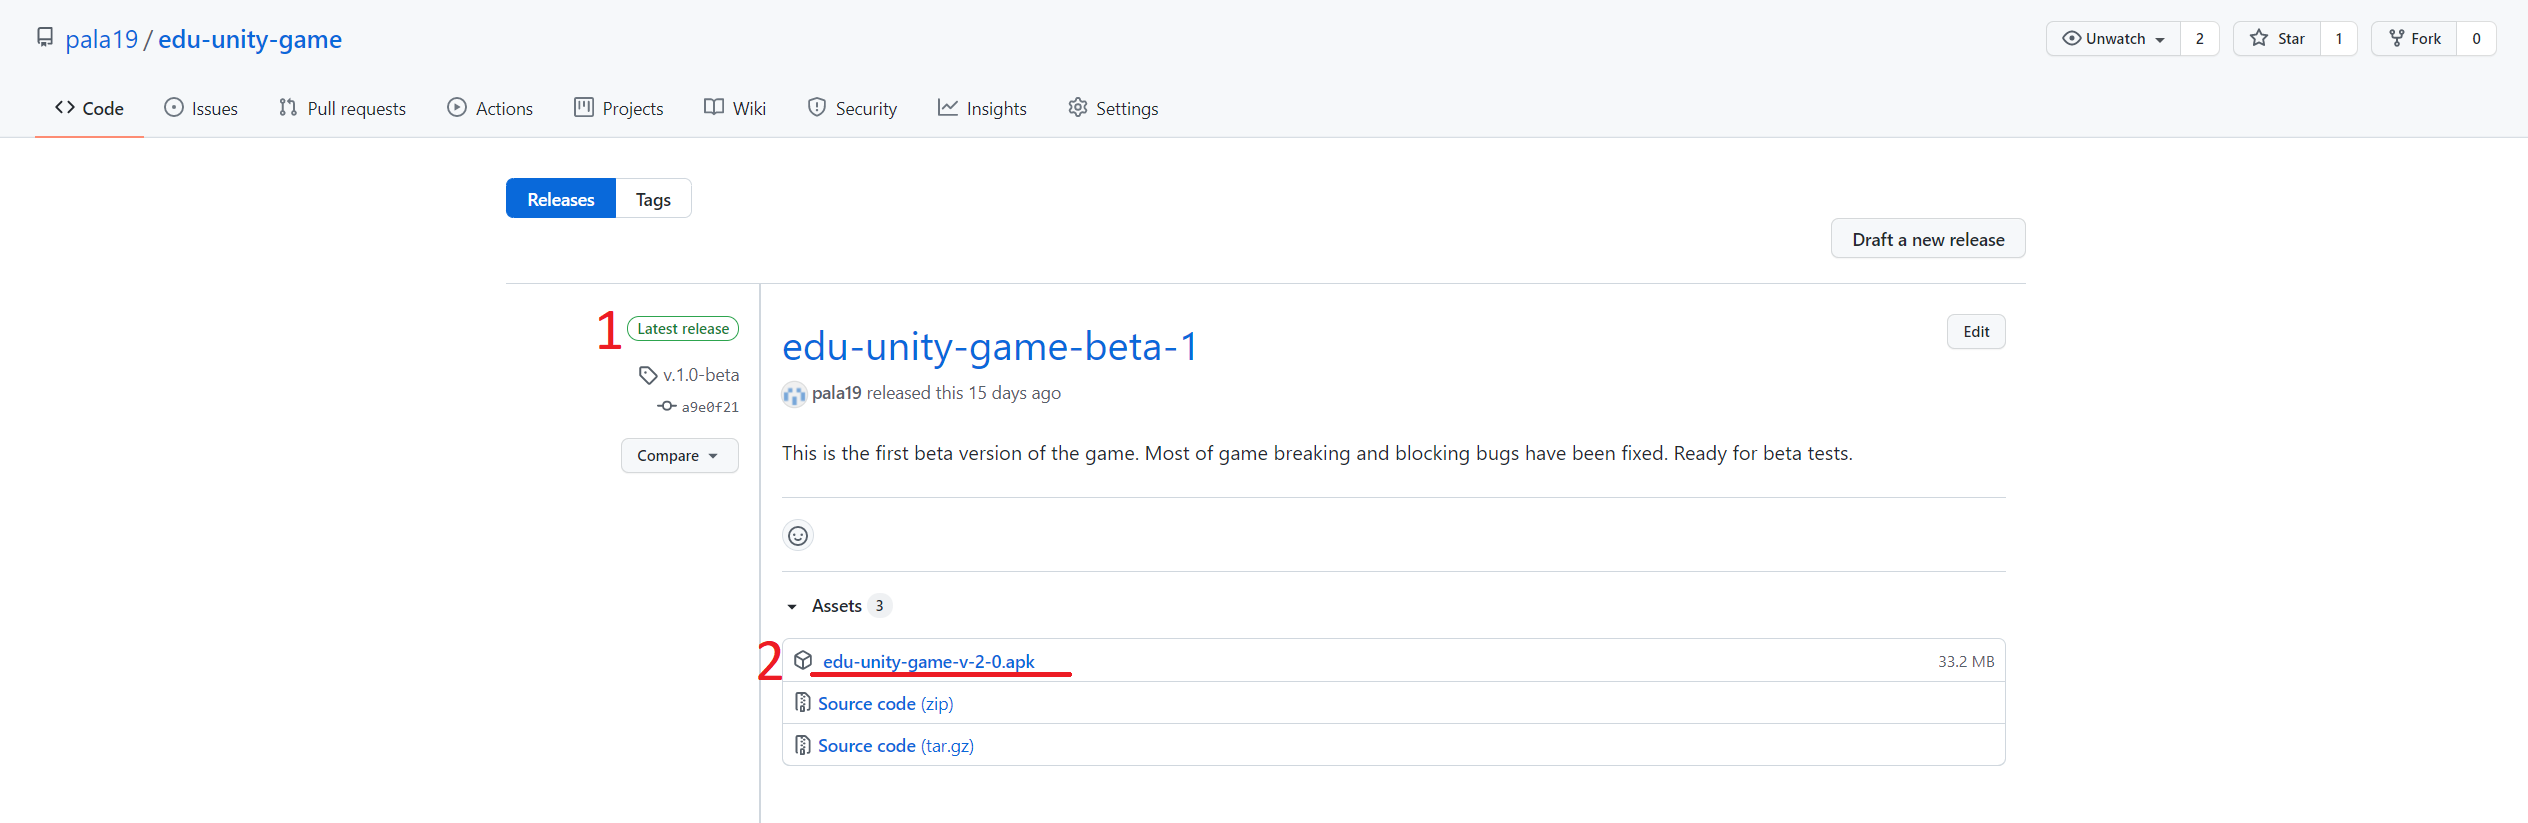 pala19 / edu-unity-game
Unwatch 2 Star 1 Fork 0
Code Issues Pull requests Actions Projects Wiki Security Insights Settings
Releases Tags
Draft a new release
1 Latest release
v.1.0-beta
a9e0f21
Compare
edu-unity-game-beta-1
Edit
pala19 released this 15 days ago
This is the first beta version of the game. Most of game breaking and blocking bugs have been fixed. Ready for beta tests.
Assets 3
2 edu-unity-game-v-2-0.apk 33.2 MB
Source code (zip)
Source code (tar.gz)